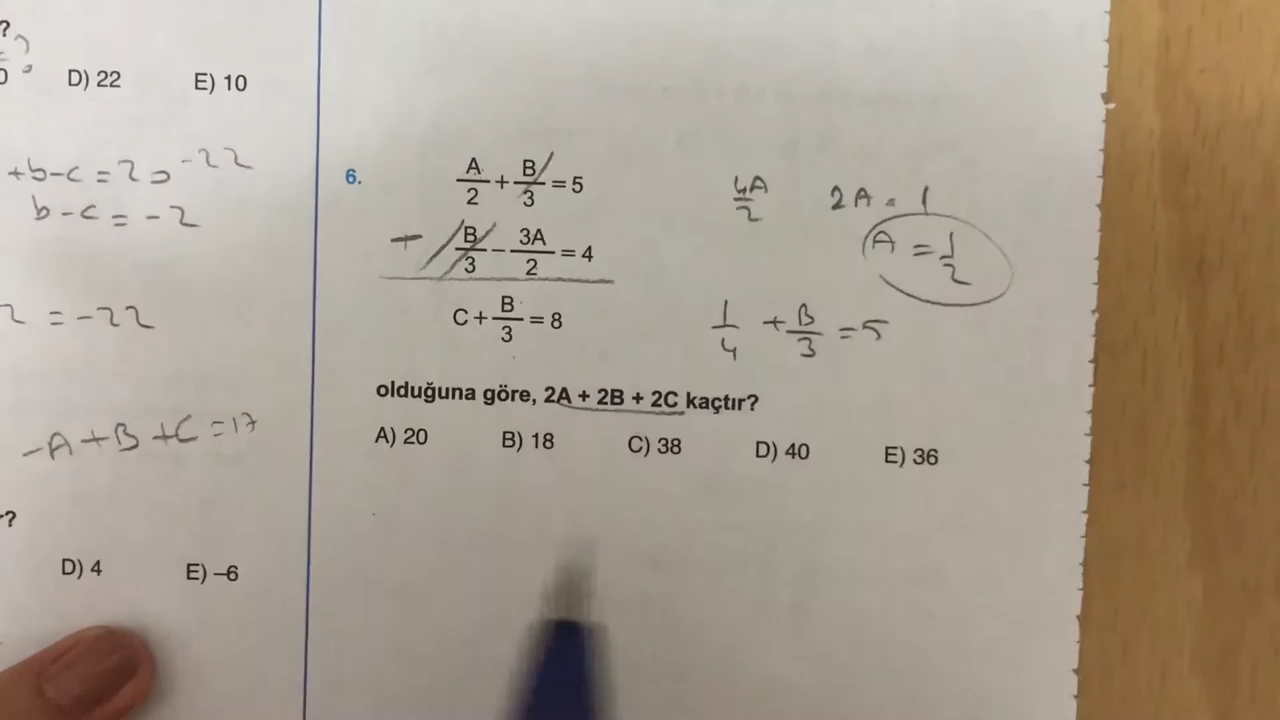 ?
D) 22 E) 10
+b-c=20 -22
b-c=-2
= -22
-A+B+C=17
?
D) 4 E) –6
6. A/2 + B/3 = 5
+ B/3 - 3A/2 = 4
C + B/3 = 8
olduğuna göre, 2A + 2B + 2C kaçtır?
A) 20 B) 18 C) 38 D) 40 E) 36
4A/2 2A = 1
A = 1/2
1/4 + B/3 = 5